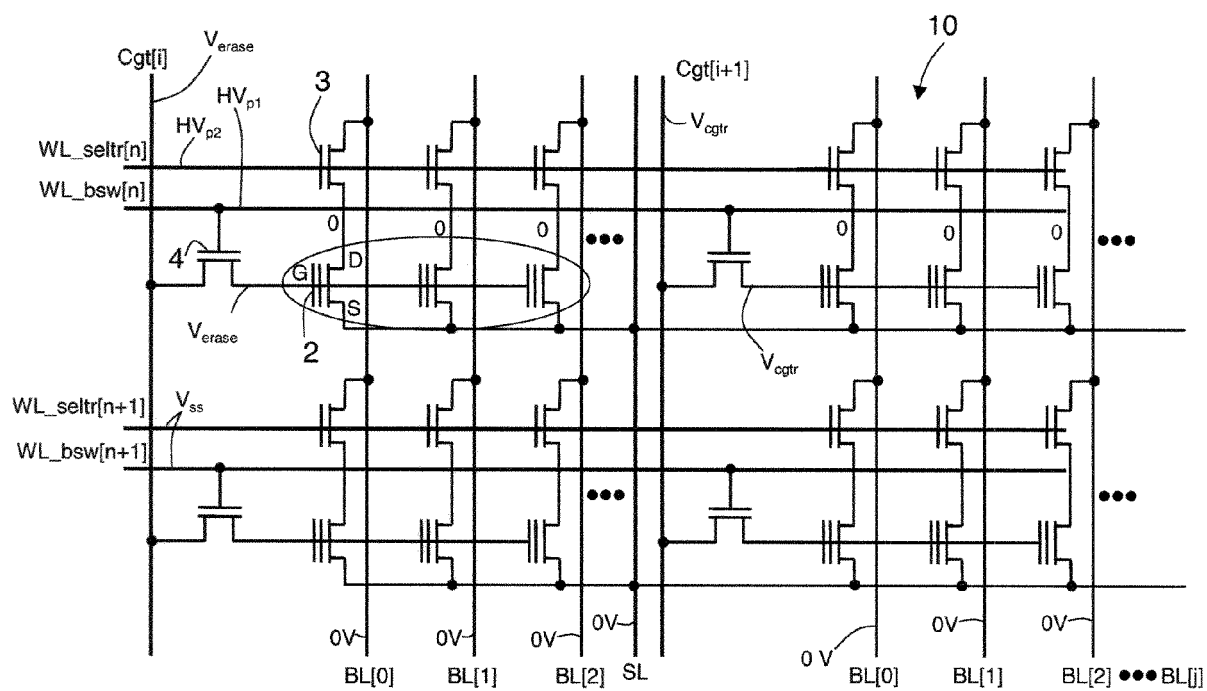 10
Cgt[i]
V_erase
Cgt[i+1]
3
HV_p1
V_cgtr
HV_p2
WL_seltr[n]
WL_bsw[n]
0
0
0
0
0
0
•••
•••
4
G
D
S
V_erase
2
V_cgtr
WL_seltr[n+1]
V_ss
WL_bsw[n+1]
•••
•••
0V
0V
0V
0V
0 V
0V
0V
BL[0]
BL[1]
BL[2]
SL
BL[0]
BL[1]
BL[2] ••• BL[j]